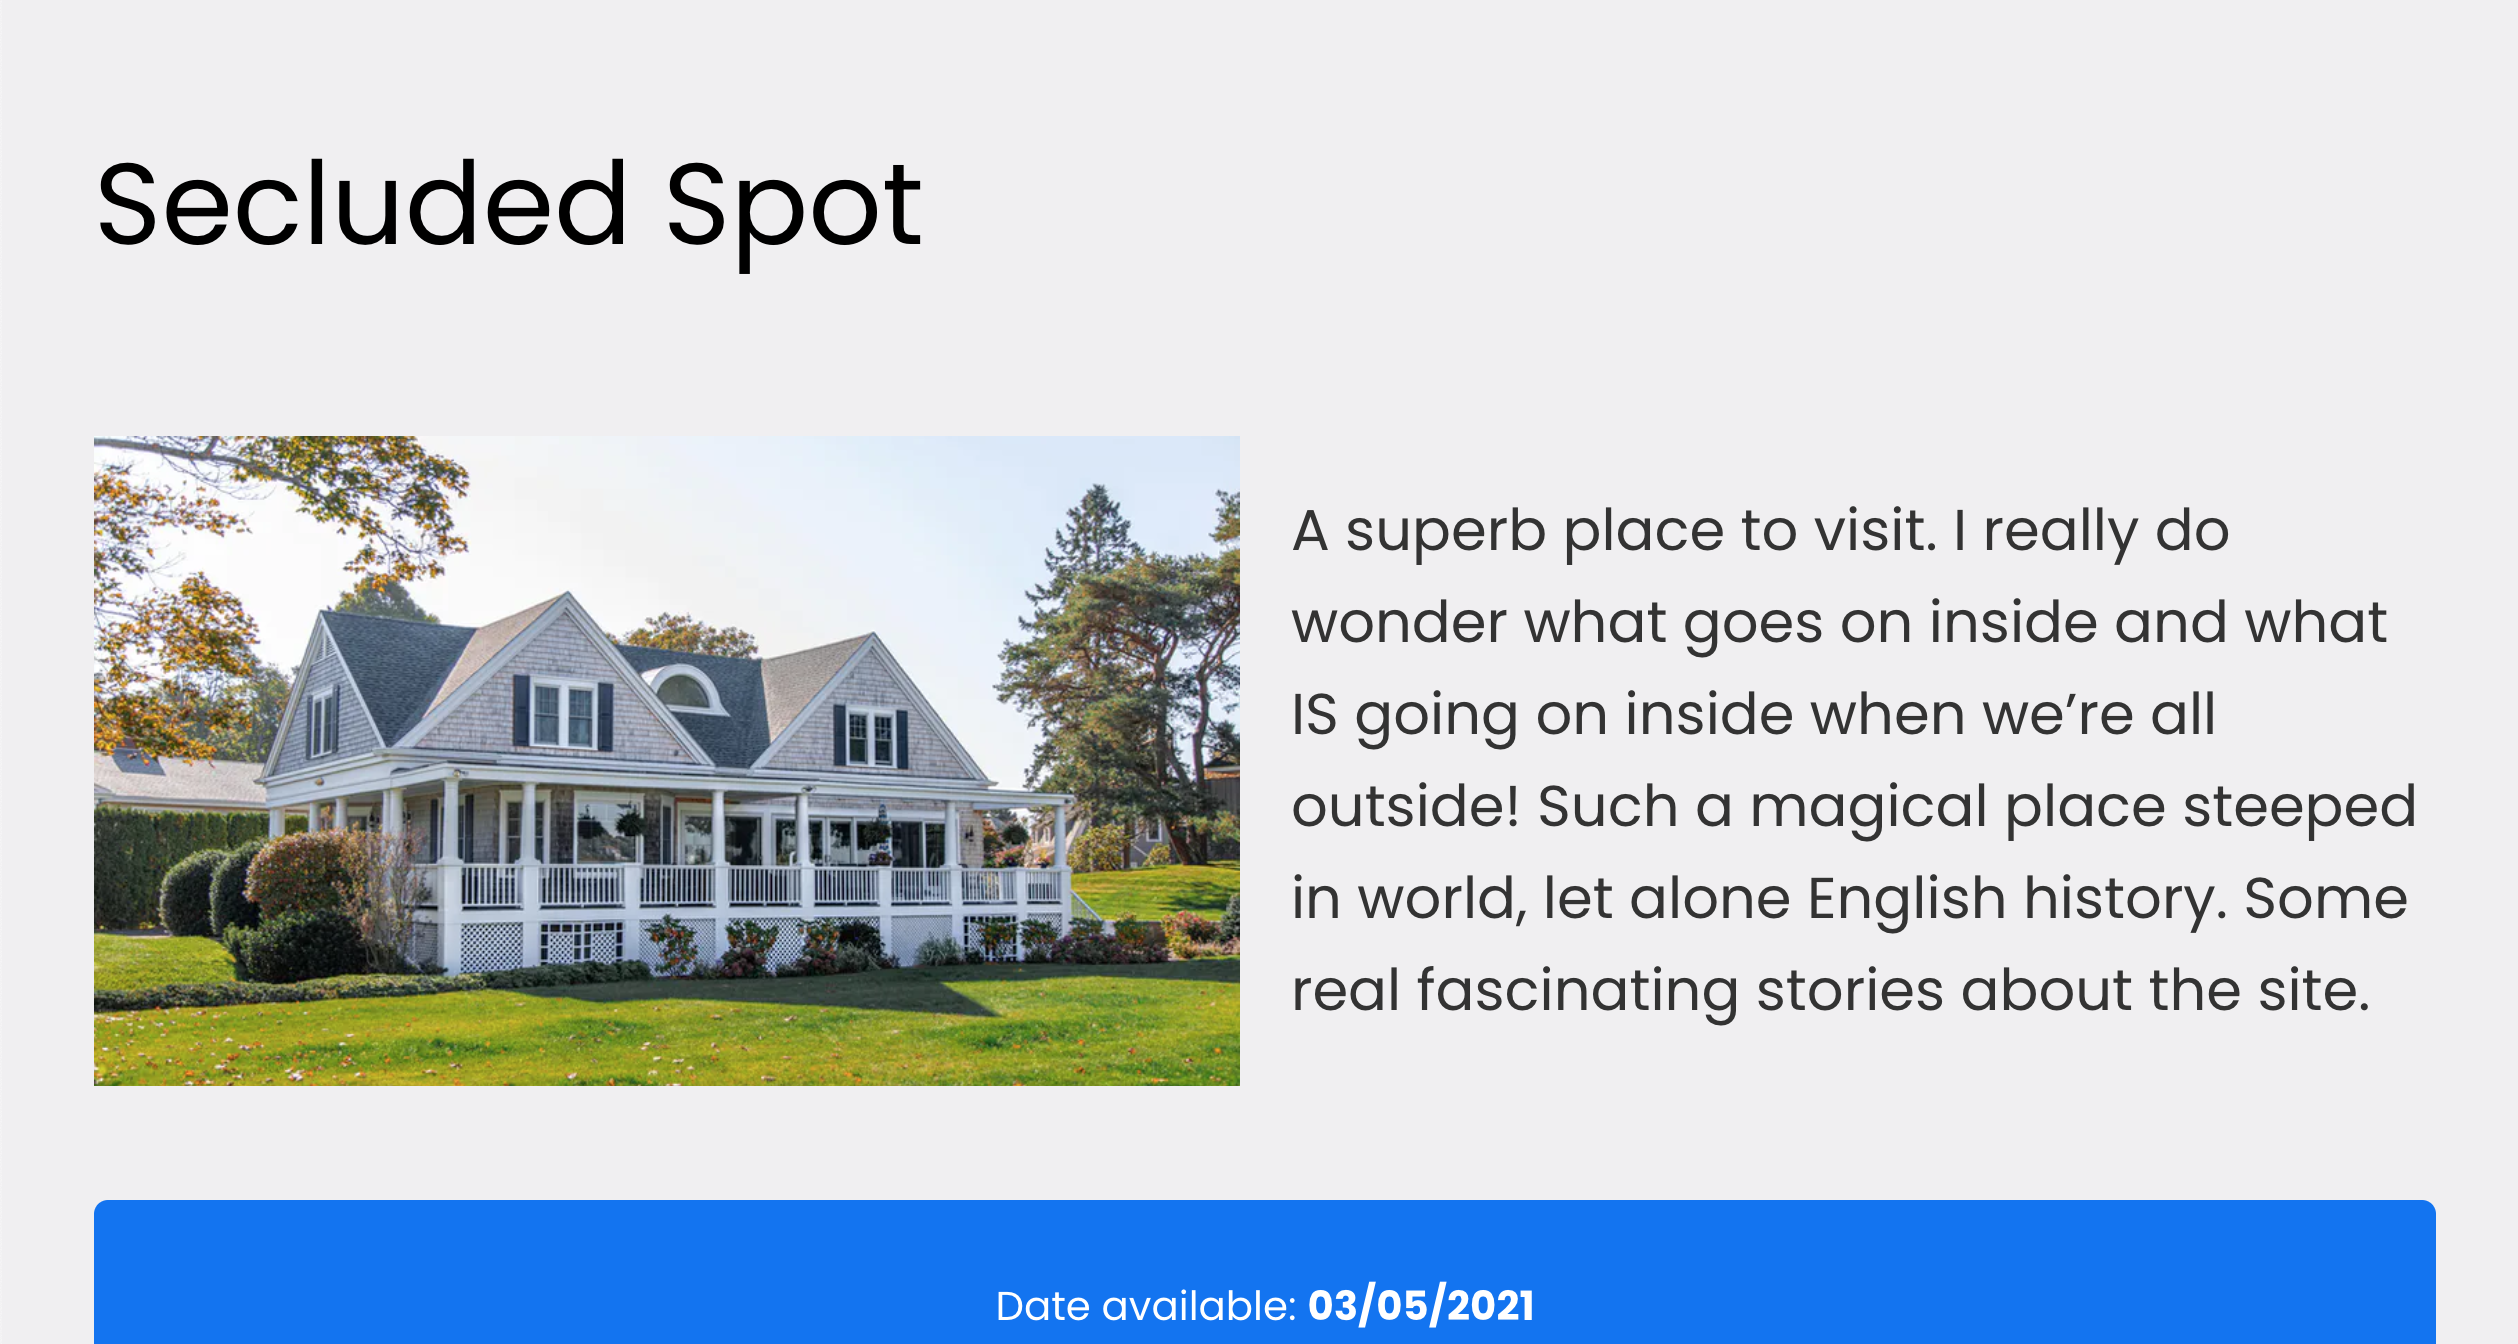 Secluded Spot
A superb place to visit. I really do
wonder what goes on inside and what
IS going on inside when we’re all
outside! Such a magical place steeped
in world, let alone English history. Some
real fascinating stories about the site.
Date available: 03/05/2021